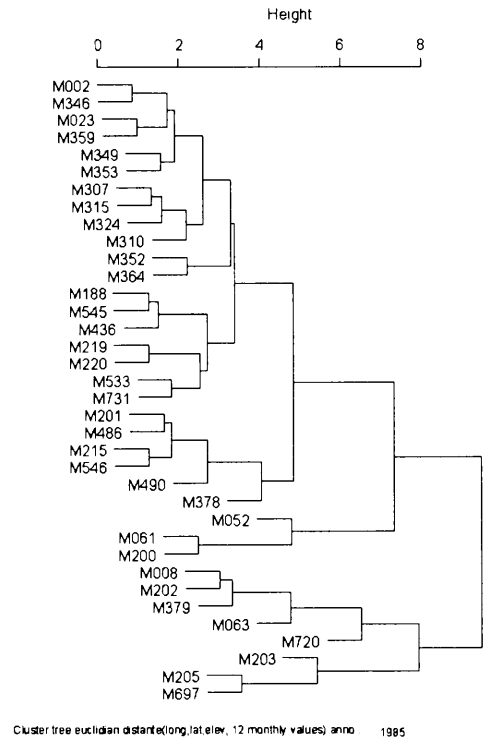 Height
0 2 4 6 8
M002
M346
M023
M359
M349
M353
M307
M315
M324
M310
M352
M364
M188
M545
M436
M219
M220
M533
M731
M201
M486
M215
M546
M490
M378
M052
M061
M200
M008
M202
M379
M063
M720
M203
M205
M697
Cluster tree euclidian distante(long,lat,elev, 12 monthly values) anno 1985